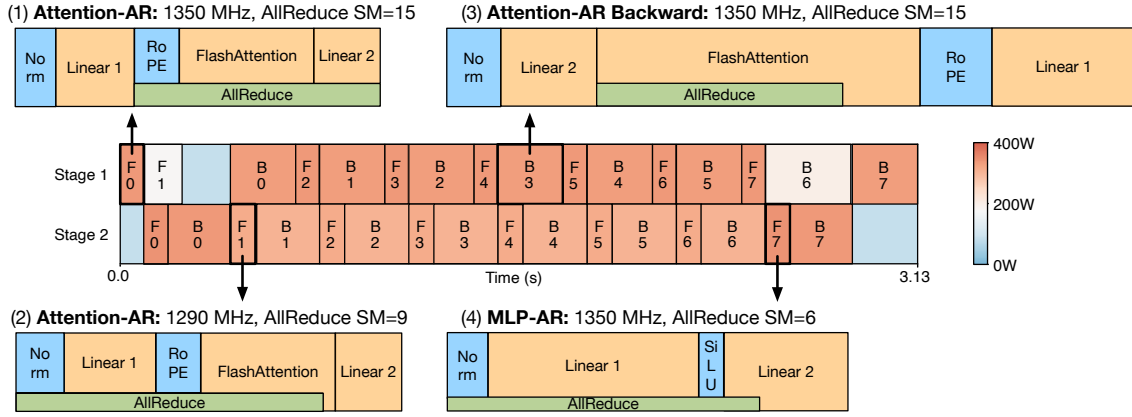 (1) Attention-AR: 1350 MHz, AllReduce SM=15
No
rm
Linear 1
Ro
PE
FlashAttention
Linear 2
AllReduce
(3) Attention-AR Backward: 1350 MHz, AllReduce SM=15
No
rm
Linear 2
FlashAttention
Ro
PE
Linear 1
AllReduce
Stage 1
F
0
F
1
B
0
F
2
B
1
F
3
B
2
F
4
B
3
F
5
B
4
F
6
B
5
F
7
B
6
B
7
Stage 2
F
0
B
0
F
1
B
1
F
2
B
2
F
3
B
3
F
4
B
4
F
5
B
5
F
6
B
6
F
7
B
7
0.0
Time (s)
3.13
400W
200W
0W
(2) Attention-AR: 1290 MHz, AllReduce SM=9
No
rm
Linear 1
Ro
PE
FlashAttention
Linear 2
AllReduce
(4) MLP-AR: 1350 MHz, AllReduce SM=6
No
rm
Linear 1
Si
L
U
Linear 2
AllReduce